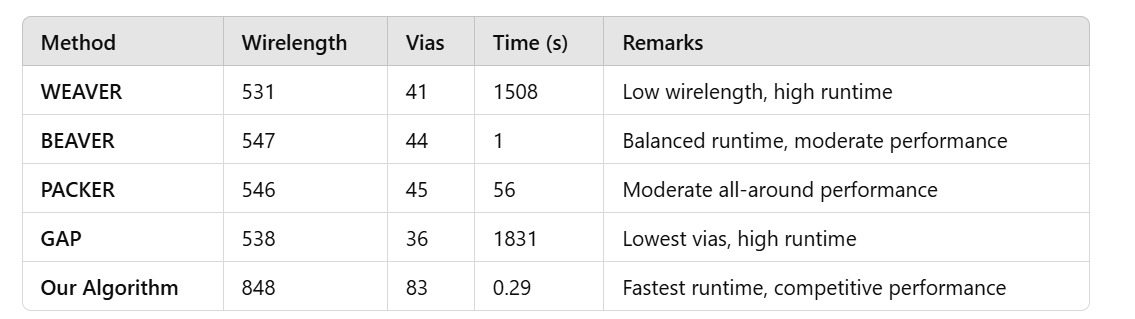 Method Wirelength Vias Time (s) Remarks
WEAVER 531 41 1508 Low wirelength, high runtime
BEAVER 547 44 1 Balanced runtime, moderate performance
PACKER 546 45 56 Moderate all-around performance
GAP 538 36 1831 Lowest vias, high runtime
Our Algorithm 848 83 0.29 Fastest runtime, competitive performance